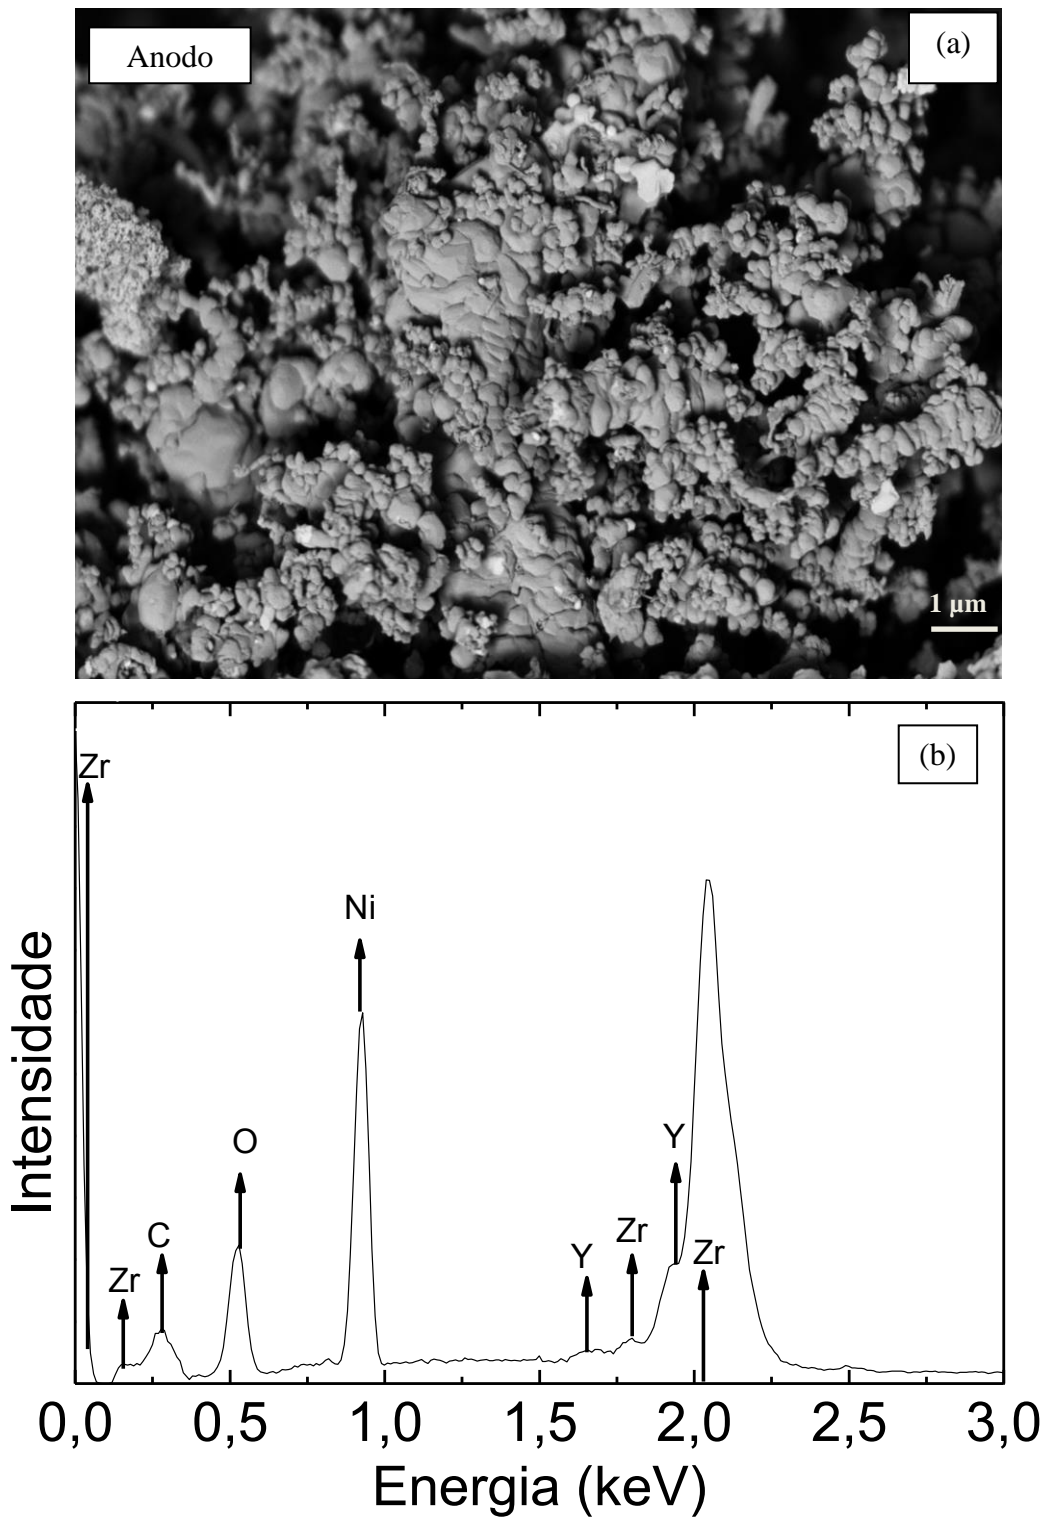 Anodo
(a)
1 µm
(b)
Zr
Ni
O
Y
C
Zr
Y
Zr
Zr
Intensidade
0,0 0,5 1,0 1,5 2,0 2,5 3,0
Energia (keV)